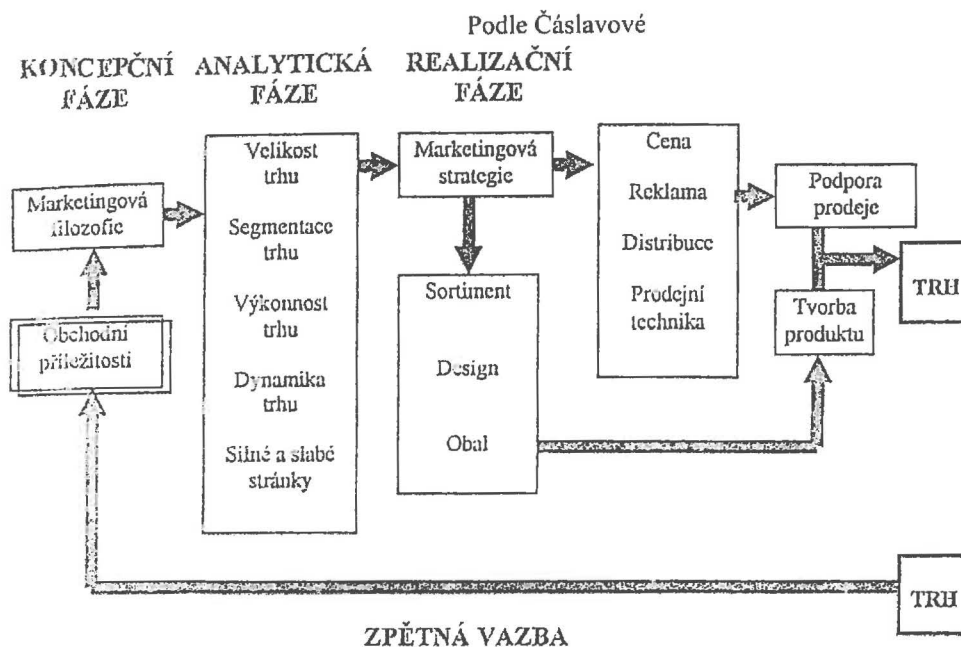 Podle Čáslavové
KONCEPČNÍ
FÁZE
ANALYTICKÁ
FÁZE
REALIZAČNÍ
FÁZE
Obchodní
příležitosti
Marketingová
filozofie
Velikost
trhu
Segmentace
trhu
Výkonnost
trhu
Dynamika
trhu
Silné a slabé
stránky
Marketingová
strategie
Sortiment
Design
Obal
Cena
Reklama
Distribuce
Prodejní
technika
Podpora
prodeje
Tvorba
produktu
TRH
TRH
ZPĚTNÁ VAZBA